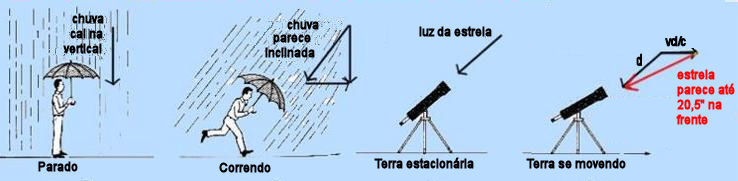 chuva
cai na
vertical
Parado
chuva
parece
inclinada
Correndo
luz da estrela
Terra estacionária
vd/c
d
estrela
parece até
20,5" na
frente
Terra se movendo